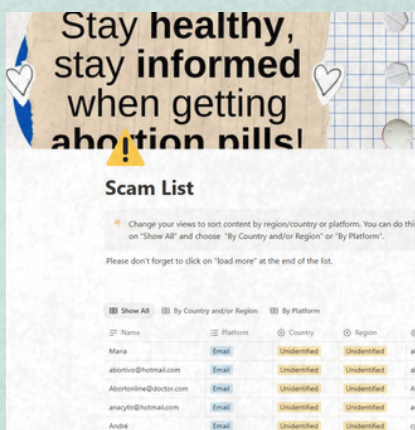 Stay healthy,
stay informed
when getting
abortion pills!
Scam List
Change your views to sort content by region/country or platform. You can do this
on "Show All" and choose "By Country and/or Region" or "By Platform".
Please don't forget to click on "load more" at the end of the list.
Show All By Country and/or Region By Platform
Name Platform Country Region
Maria Email Unidentified Unidentified
abortivo@hotmail.com Email Unidentified Unidentified
Abortonline@doctor.com Email Unidentified Unidentified
anacyto@hotmail.com Email Unidentified Unidentified
André Email Unidentified Unidentified